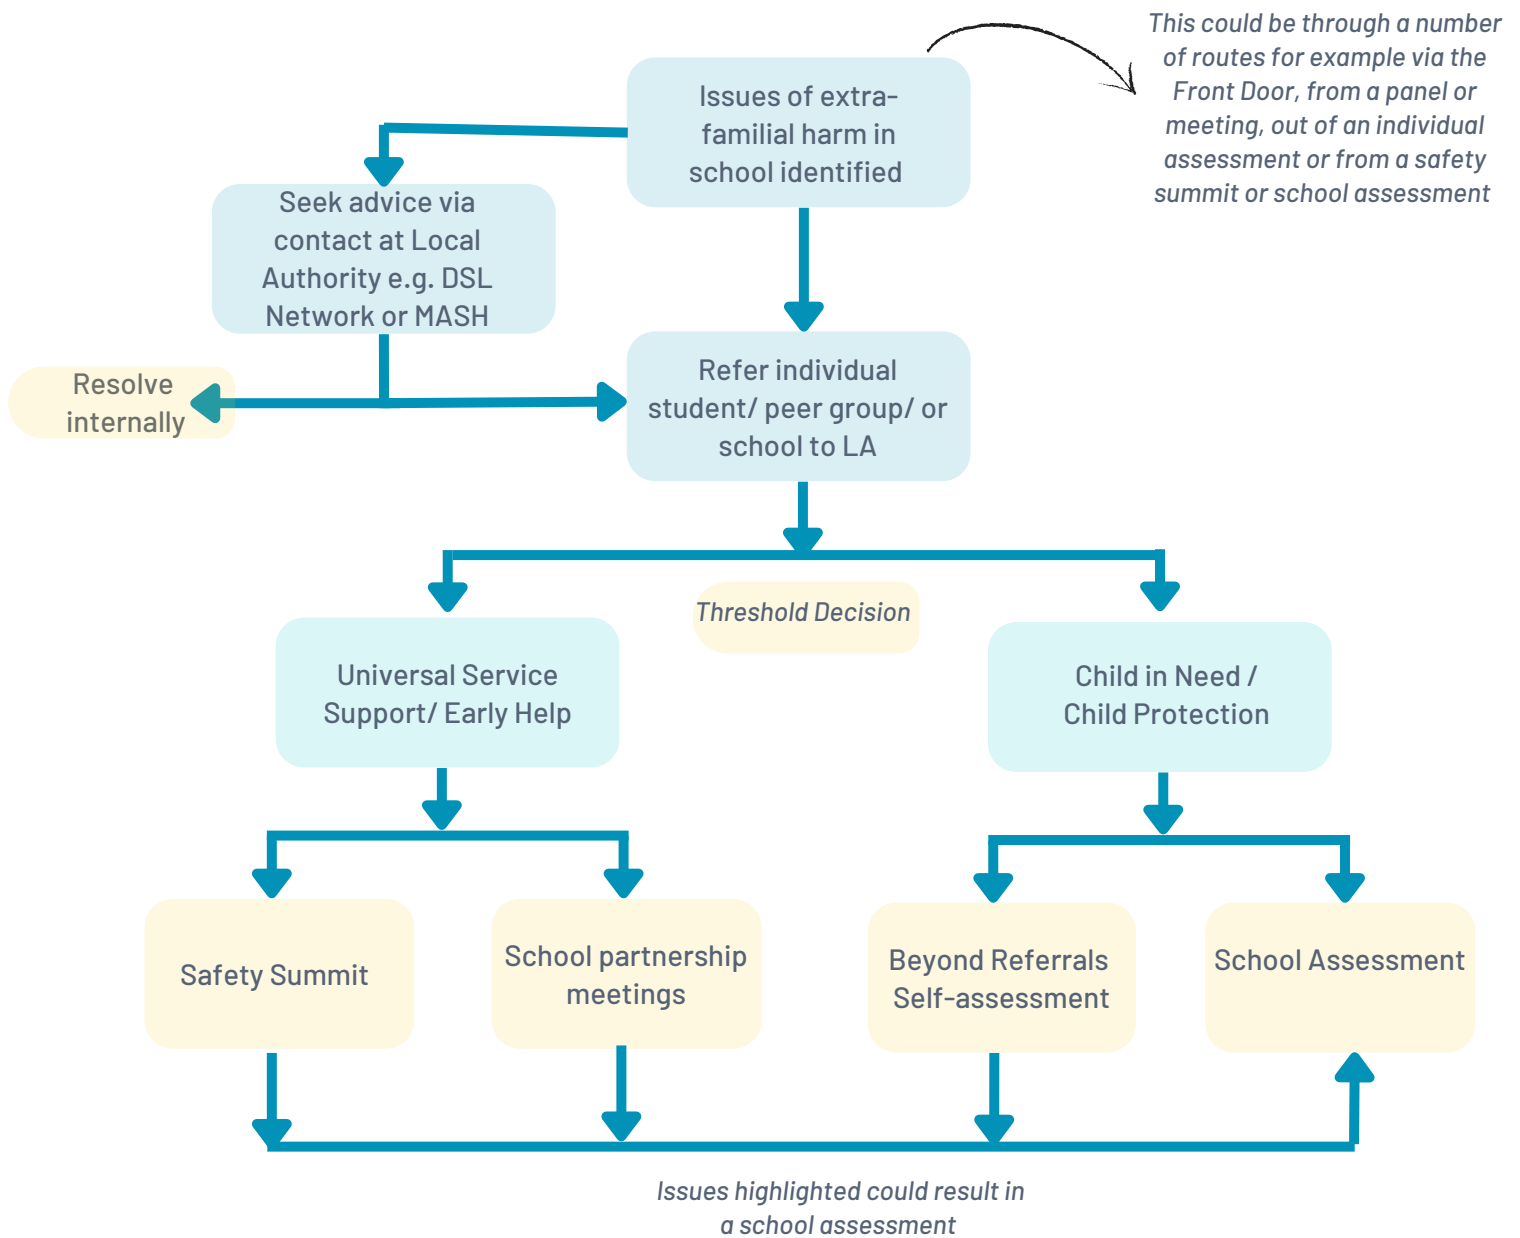 This could be through a number
of routes for example via the
Front Door, from a panel or
meeting, out of an individual
assessment or from a safety
summit or school assessment
Issues of extra-
familial harm in
school identified
Seek advice via
contact at Local
Authority e.g. DSL
Network or MASH
Resolve
internally
Refer individual
student/ peer group/ or
school to LA
Threshold Decision
Universal Service
Support/ Early Help
Child in Need /
Child Protection
Safety Summit
School partnership
meetings
Beyond Referrals
Self-assessment
School Assessment
Issues highlighted could result in
a school assessment